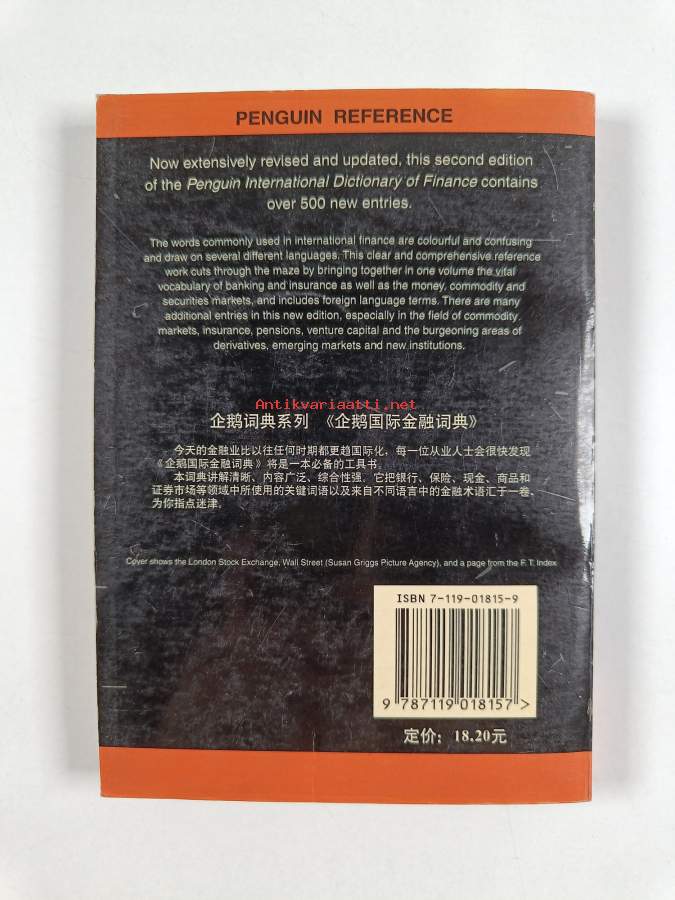 PENGUIN REFERENCE
Now extensively revised and updated, this second edition
of the Penguin International Dictionary of Finance contains
over 500 new entries.
The words commonly used in international finance are colourful and confusing
and draw on several different languages. This clear and comprehensive reference
work cuts through the maze by bringing together in one volume the vital
vocabulary of banking and insurance as well as the money, commodity and
securities markets, and includes foreign language terms. There are many
additional entries in this new edition, especially in the field of commodity
markets, insurance, pensions, venture capital and the burgeoning areas of
derivatives, emerging markets and new institutions.
Antikvariaatti.net
企鹅词典系列 《企鹅国际金融词典》
今天的金融业比以往任何时期都更趋国际化，每一位从业人士会很快发现
《企鹅国际金融词典》将是一本必备的工具书。
本词典讲解清晰、内容广泛、综合性强。它把银行、保险、现金、商品和
证券市场等领域中所使用的关键词语以及来自不同语言中的金融术语汇于一卷，
为你指点迷津。
Cover shows the London Stock Exchange, Wall Street (Susan Griggs Picture Agency), and a page from the F.T. Index
ISBN 7-119-01815-9
9 787119 018157 >
定价：18.20元